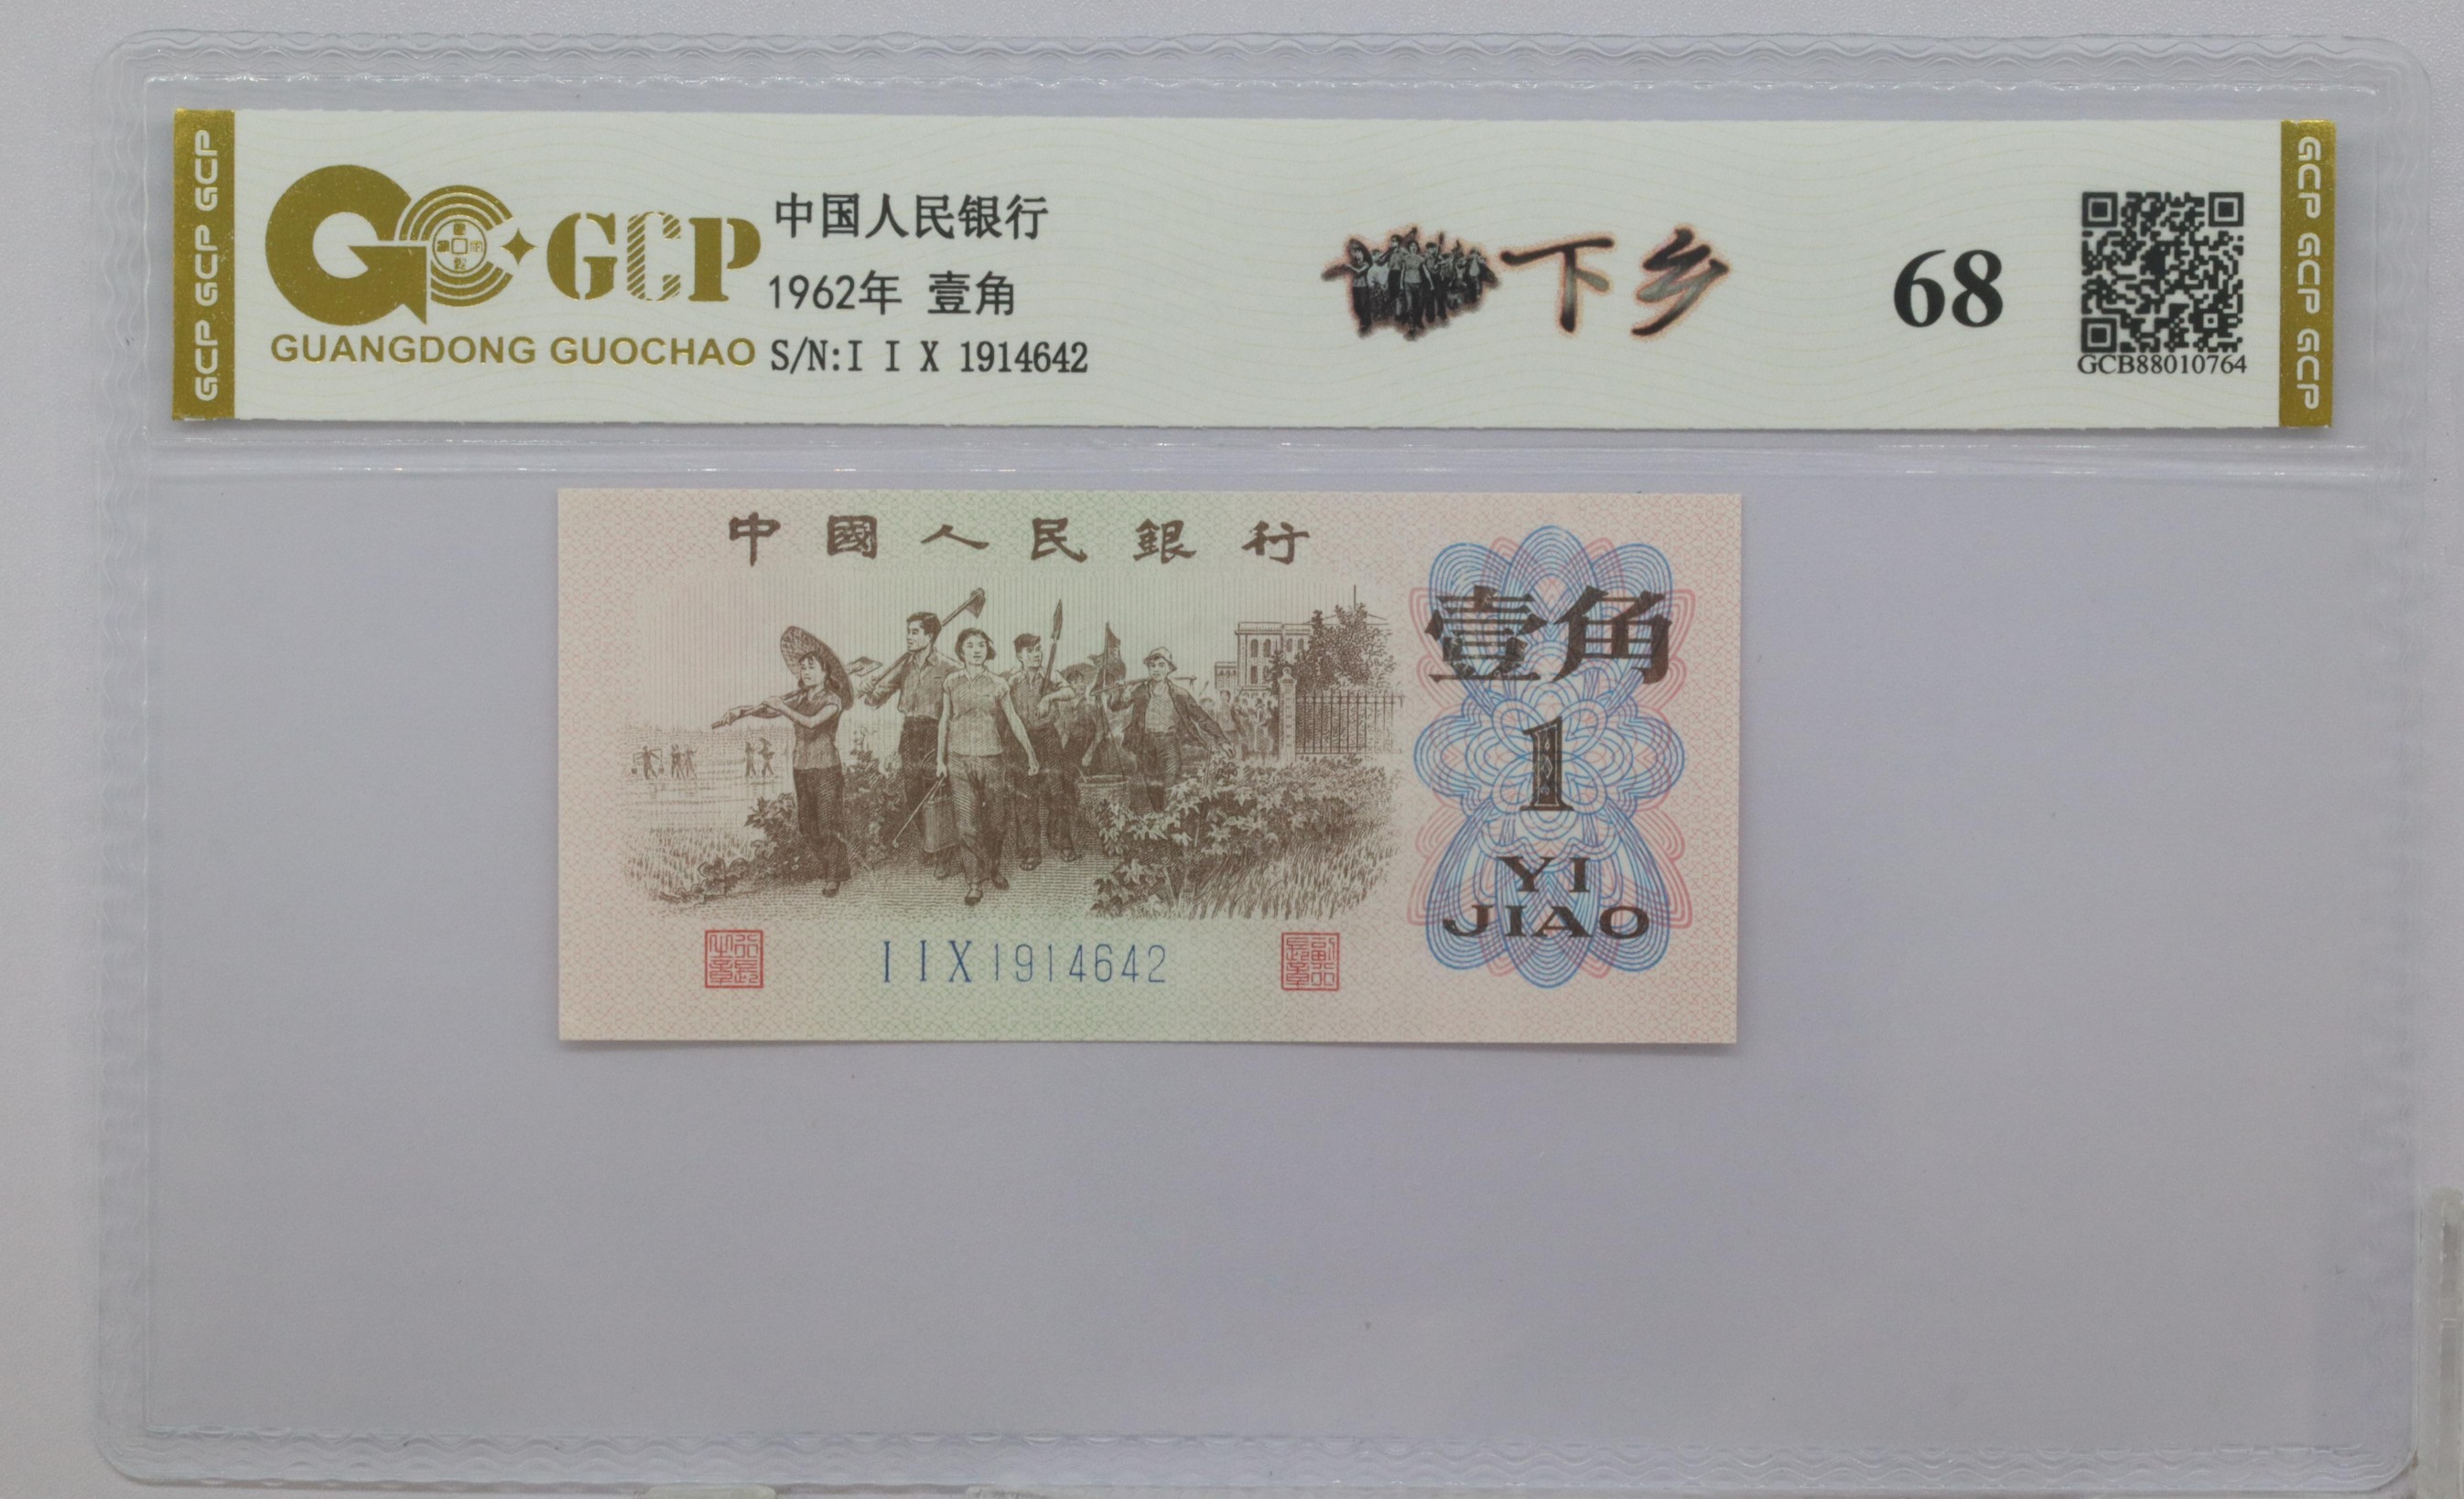 GCP GCP GCP
GCP
GUANGDONG GUOCHAO
中国人民银行
1962年 壹角
S/N:I I X 1914642
下乡
68
GCB88010764
GCP GCP GCP
中國人民銀行
壹角
1
YI
JIAO
I I X 1914642